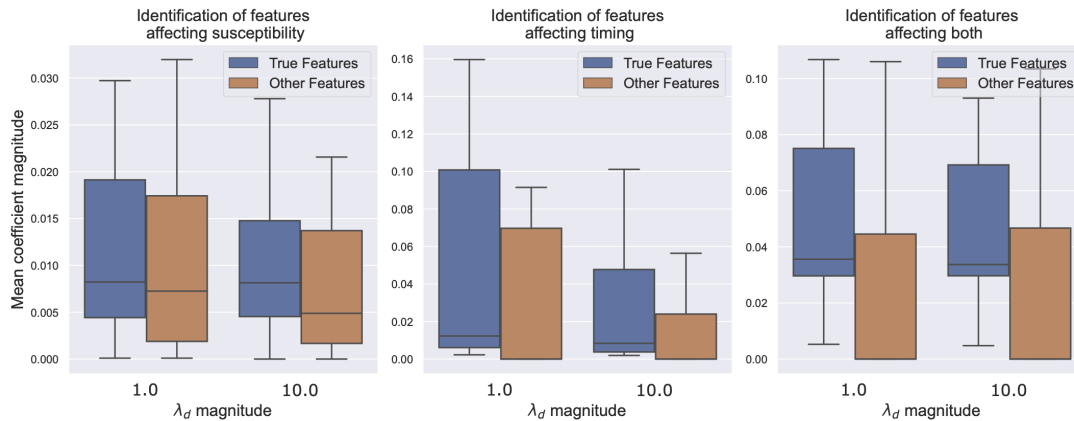 Identification of features
affecting susceptibility
Mean coefficient magnitude
0.030
0.025
0.020
0.015
0.010
0.005
0.000
True Features
Other Features
1.0
10.0
λd magnitude
Identification of features
affecting timing
0.16
0.14
0.12
0.10
0.08
0.06
0.04
0.02
0.00
True Features
Other Features
1.0
10.0
λd magnitude
Identification of features
affecting both
0.10
0.08
0.06
0.04
0.02
0.00
True Features
Other Features
1.0
10.0
λd magnitude